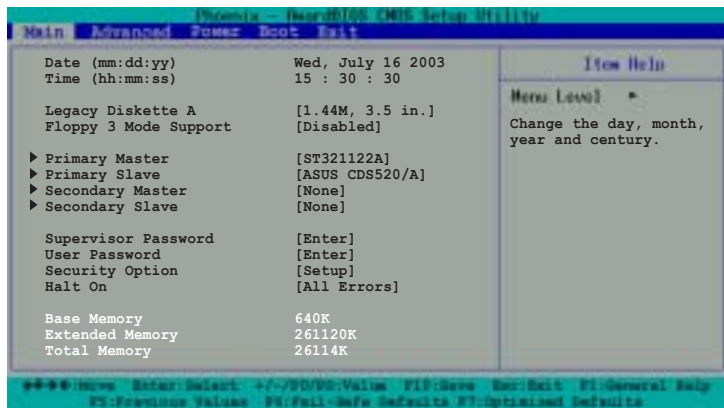 Phoenix - AwardBIOS CMOS Setup Utility
Main Advanced Power Boot Exit
Date (mm:dd:yy) Wed, July 16 2003
Time (hh:mm:ss) 15 : 30 : 30
Legacy Diskette A [1.44M, 3.5 in.]
Floppy 3 Mode Support [Disabled]
Primary Master [ST321122A]
Primary Slave [ASUS CDS520/A]
Secondary Master [None]
Secondary Slave [None]
Supervisor Password [Enter]
User Password [Enter]
Security Option [Setup]
Halt On [All Errors]
Base Memory 640K
Extended Memory 261120K
Total Memory 26114K
Item Help
Menu Level
Change the day, month,
year and century.
:Move Enter:Select +/-/PU/PD:Value F10:Save Esc:Exit F1:General Help
F5:Previous Values F6:Fail-Safe Defaults F7:Optimized Defaults